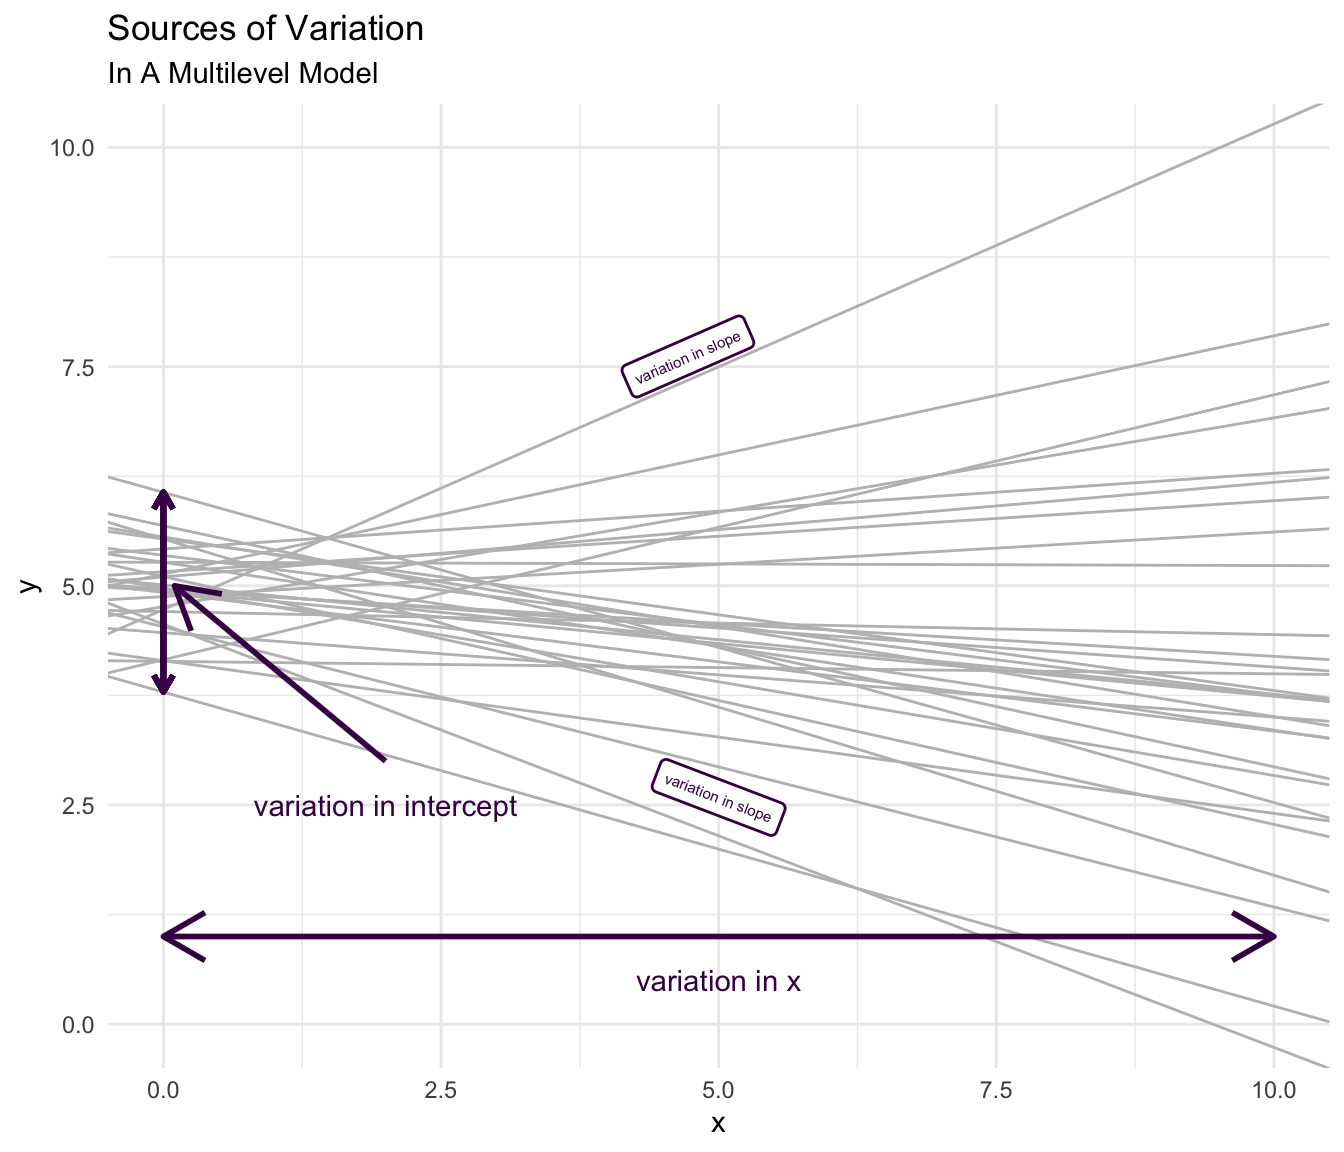 Sources of Variation
In A Multilevel Model
10.0
7.5
5.0
2.5
0.0
y
variation in slope
variation in intercept
variation in slope
variation in x
0.0 2.5 5.0 7.5 10.0
x